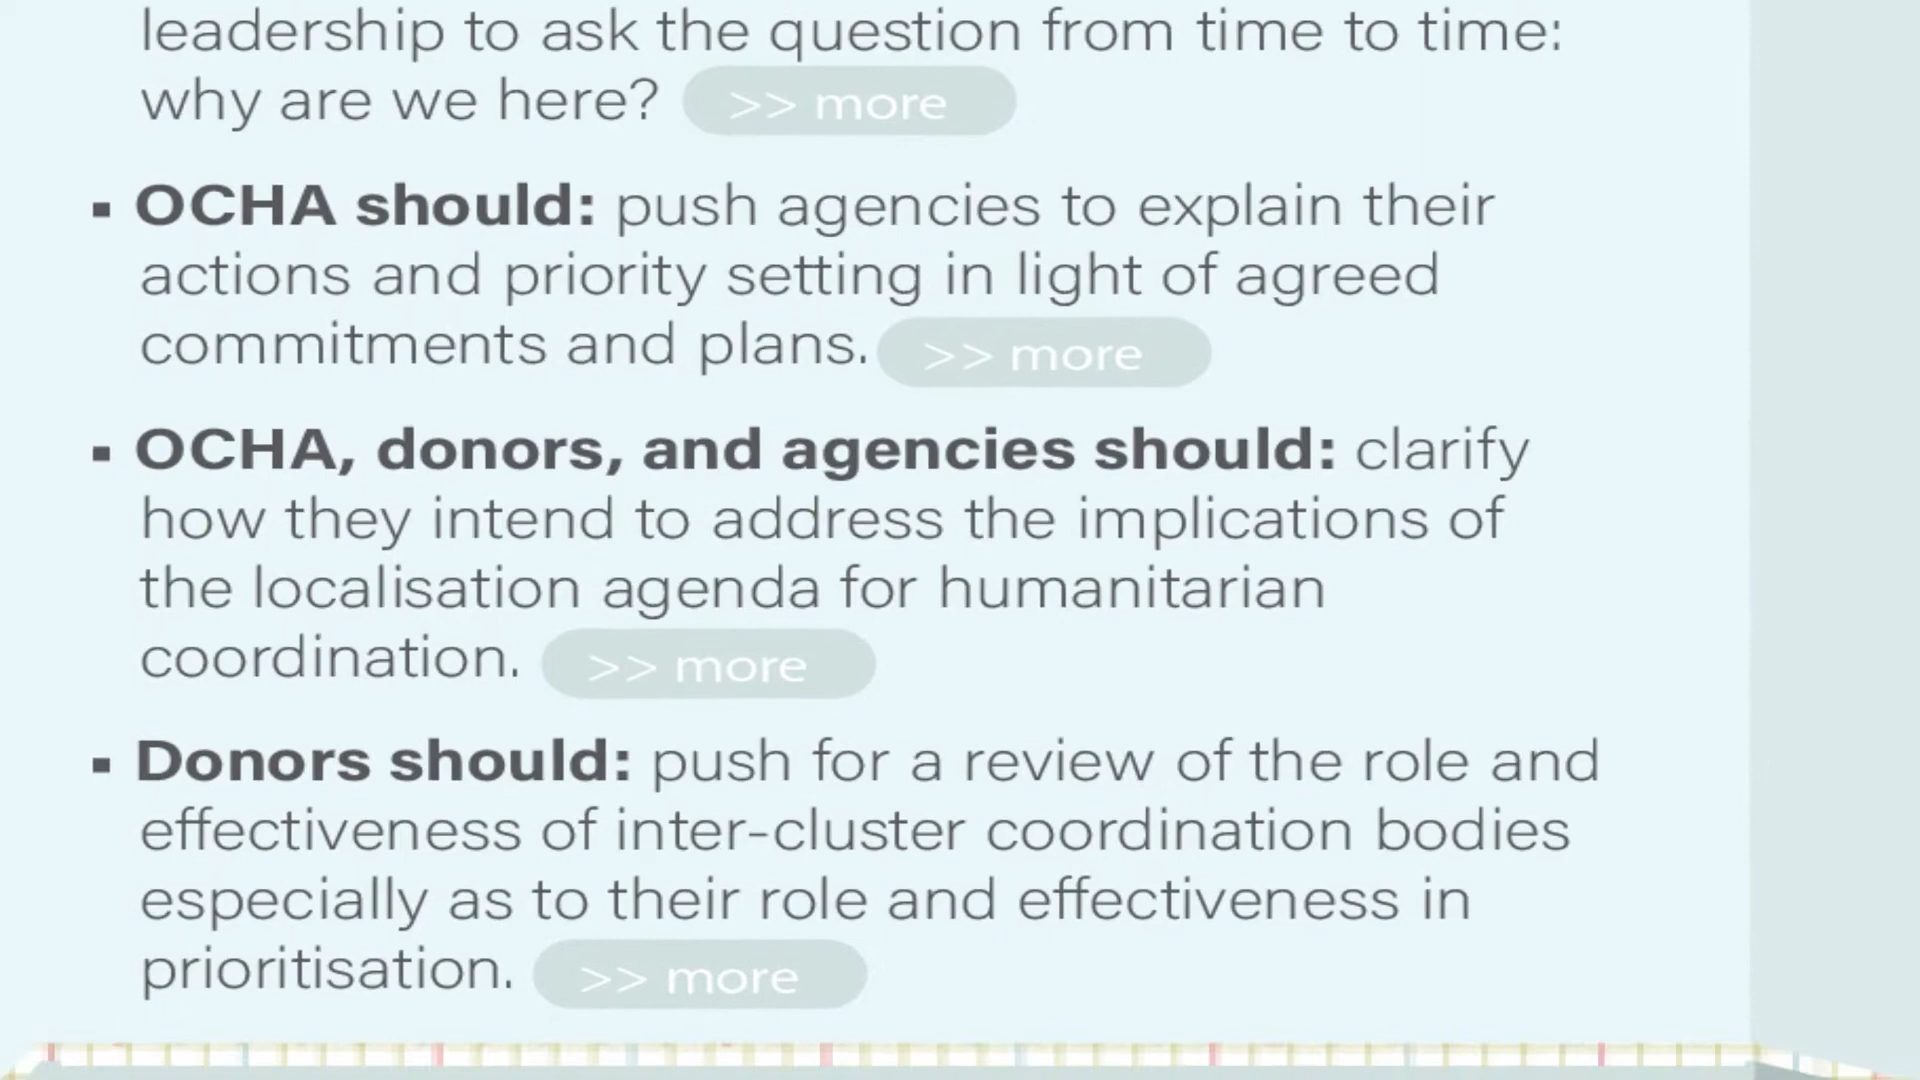 leadership to ask the question from time to time:
why are we here? >> more
▪ OCHA should: push agencies to explain their
actions and priority setting in light of agreed
commitments and plans. >> more
▪ OCHA, donors, and agencies should: clarify
how they intend to address the implications of
the localisation agenda for humanitarian
coordination. >> more
▪ Donors should: push for a review of the role and
effectiveness of inter-cluster coordination bodies
especially as to their role and effectiveness in
prioritisation. >> more